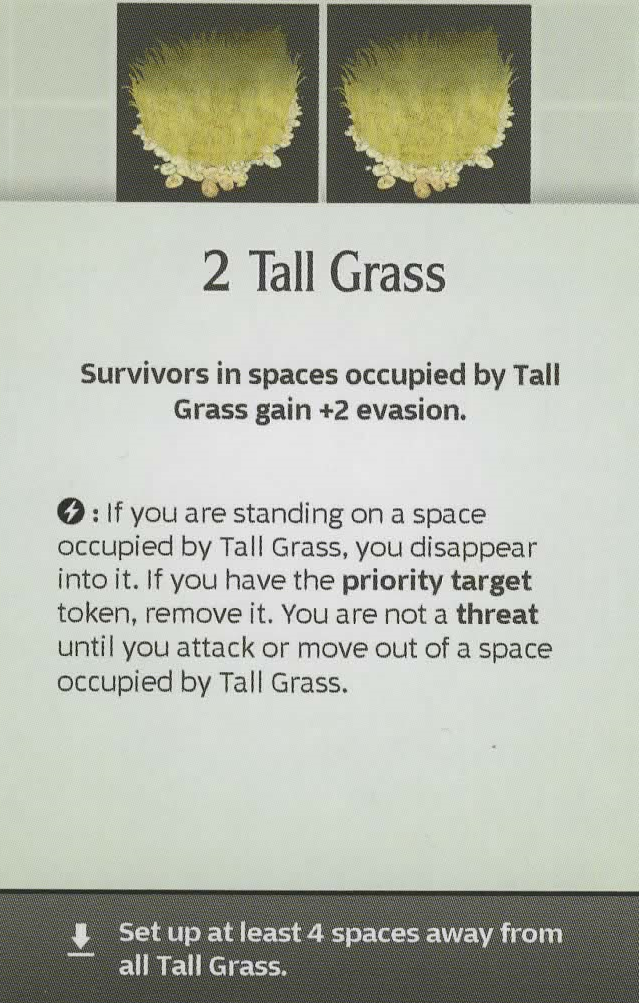 2 Tall Grass
Survivors in spaces occupied by Tall
Grass gain +2 evasion.
: If you are standing on a space
occupied by Tall Grass, you disappear
into it. If you have the priority target
token, remove it. You are not a threat
until you attack or move out of a space
occupied by Tall Grass.
Set up at least 4 spaces away from
all Tall Grass.